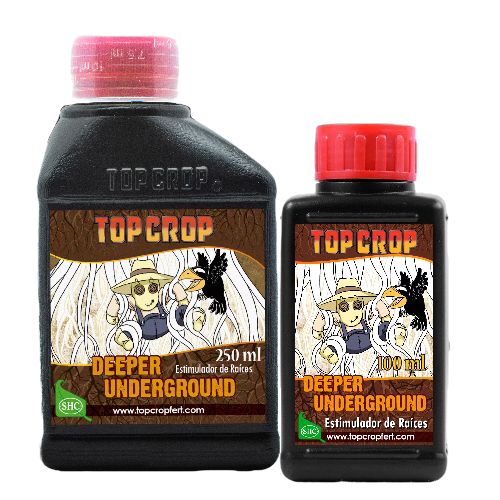 TOP CROP
TOP CROP
250 ml
Estimulador de Raíces
DEEPER
UNDERGROUND
SHC
www.topcropfert.com
TOP CROP
100 ml
DEEPER
UNDERGROUND
Estimulador de Raíces
SHC
www.topcropfert.com